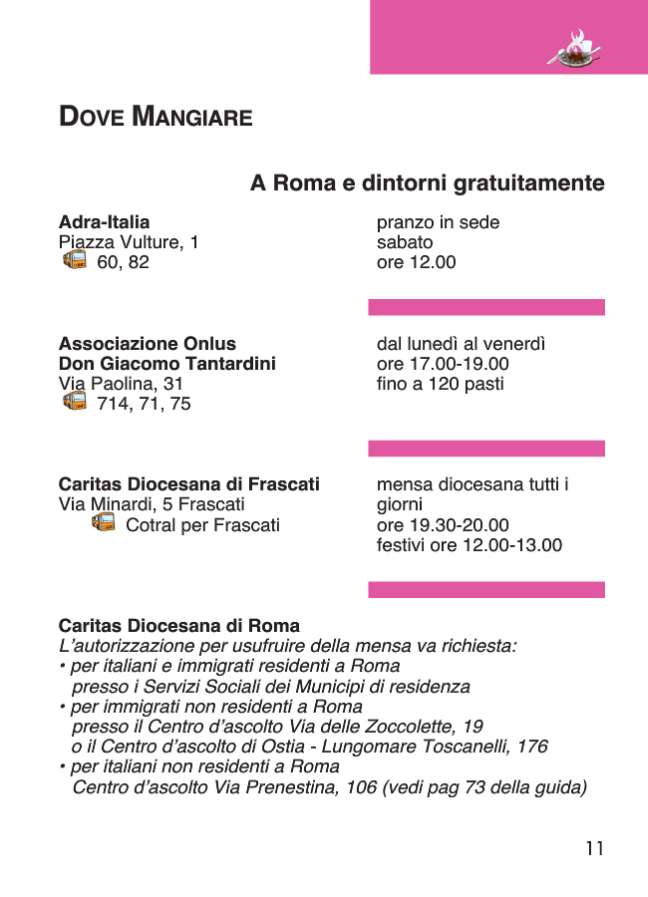 DOVE MANGIARE
A Roma e dintorni gratuitamente
Adra-Italia
Piazza Vulture, 1
60, 82
pranzo in sede
sabato
ore 12.00
Associazione Onlus
Don Giacomo Tantardini
Via Paolina, 31
714, 71, 75
dal lunedì al venerdì
ore 17.00-19.00
fino a 120 pasti
Caritas Diocesana di Frascati
Via Minardi, 5 Frascati
Cotral per Frascati
mensa diocesana tutti i
giorni
ore 19.30-20.00
festivi ore 12.00-13.00
Caritas Diocesana di Roma
L'autorizzazione per usufruire della mensa va richiesta:
• per italiani e immigrati residenti a Roma
presso i Servizi Sociali dei Municipi di residenza
• per immigrati non residenti a Roma
presso il Centro d'ascolto Via delle Zoccolette, 19
o il Centro d'ascolto di Ostia - Lungomare Toscanelli, 176
• per italiani non residenti a Roma
Centro d'ascolto Via Prenestina, 106 (vedi pag 73 della guida)
11